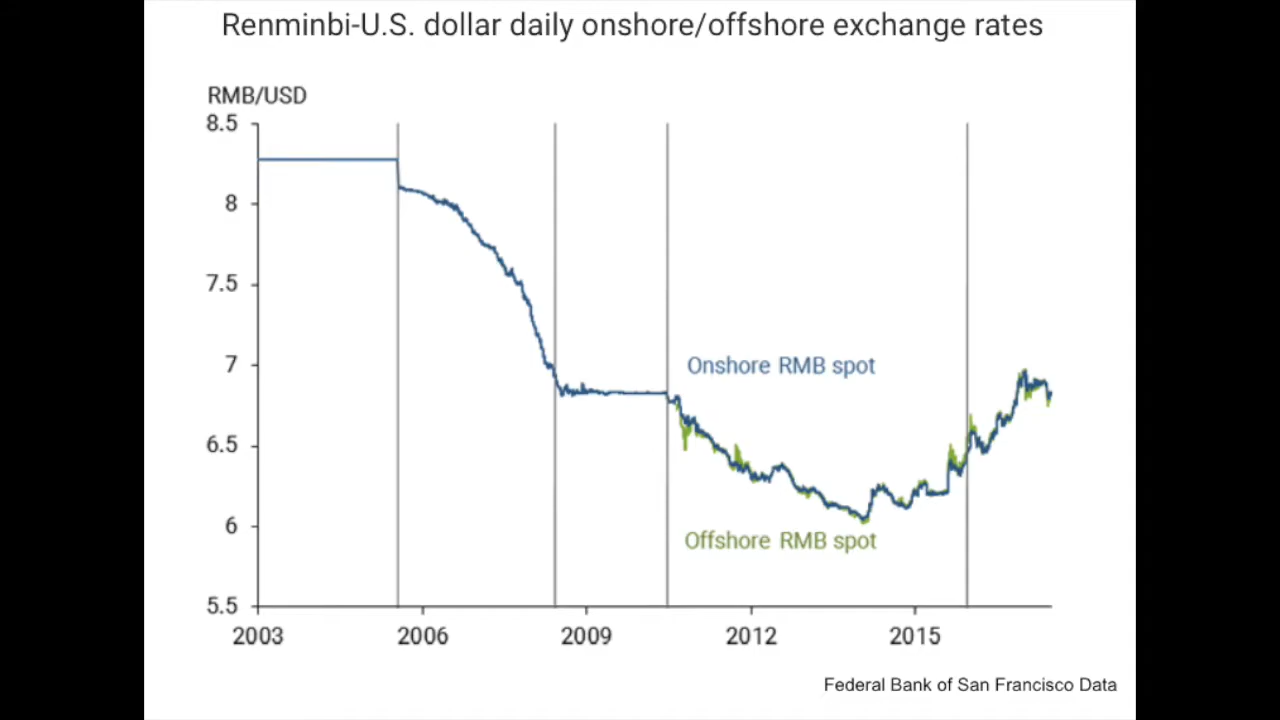 Renminbi-U.S. dollar daily onshore/offshore exchange rates
RMB/USD
8.5
8
7.5
7
Onshore RMB spot
6.5
6
Offshore RMB spot
5.5
2003 2006 2009 2012 2015
Federal Bank of San Francisco Data